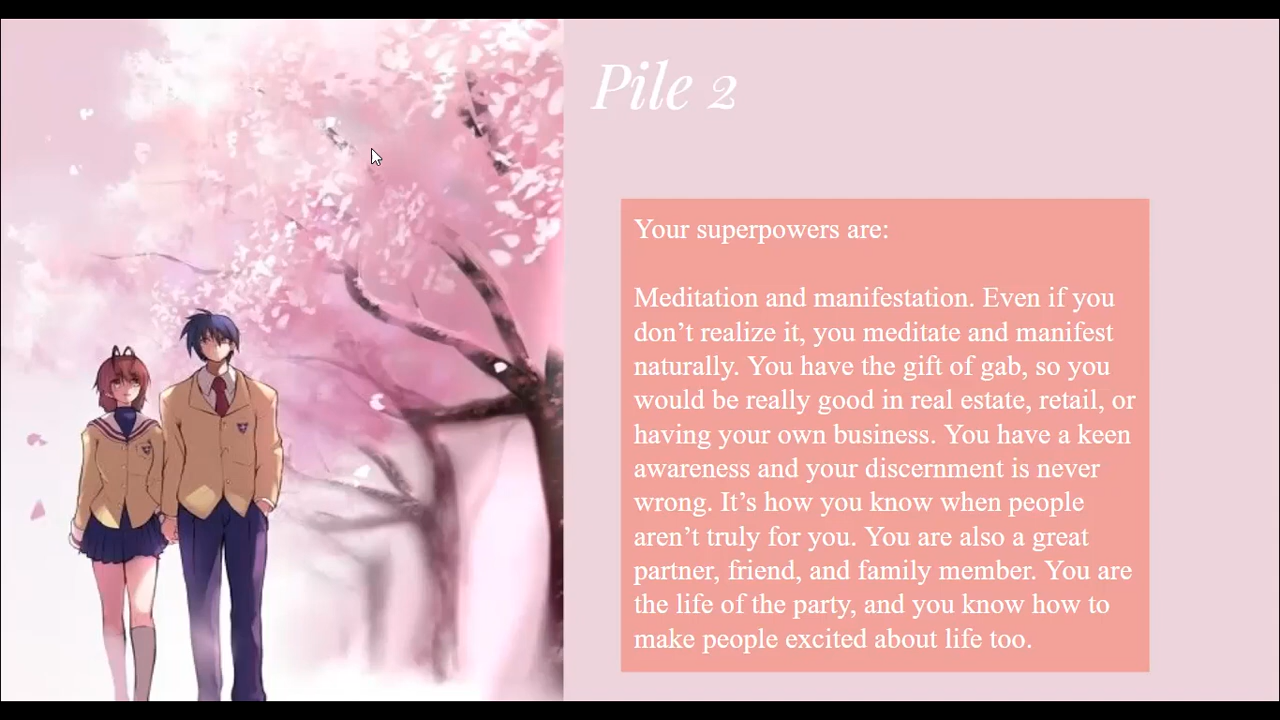 Pile 2
Your superpowers are:
Meditation and manifestation. Even if you
don’t realize it, you meditate and manifest
naturally. You have the gift of gab, so you
would be really good in real estate, retail, or
having your own business. You have a keen
awareness and your discernment is never
wrong. It’s how you know when people
aren’t truly for you. You are also a great
partner, friend, and family member. You are
the life of the party, and you know how to
make people excited about life too.